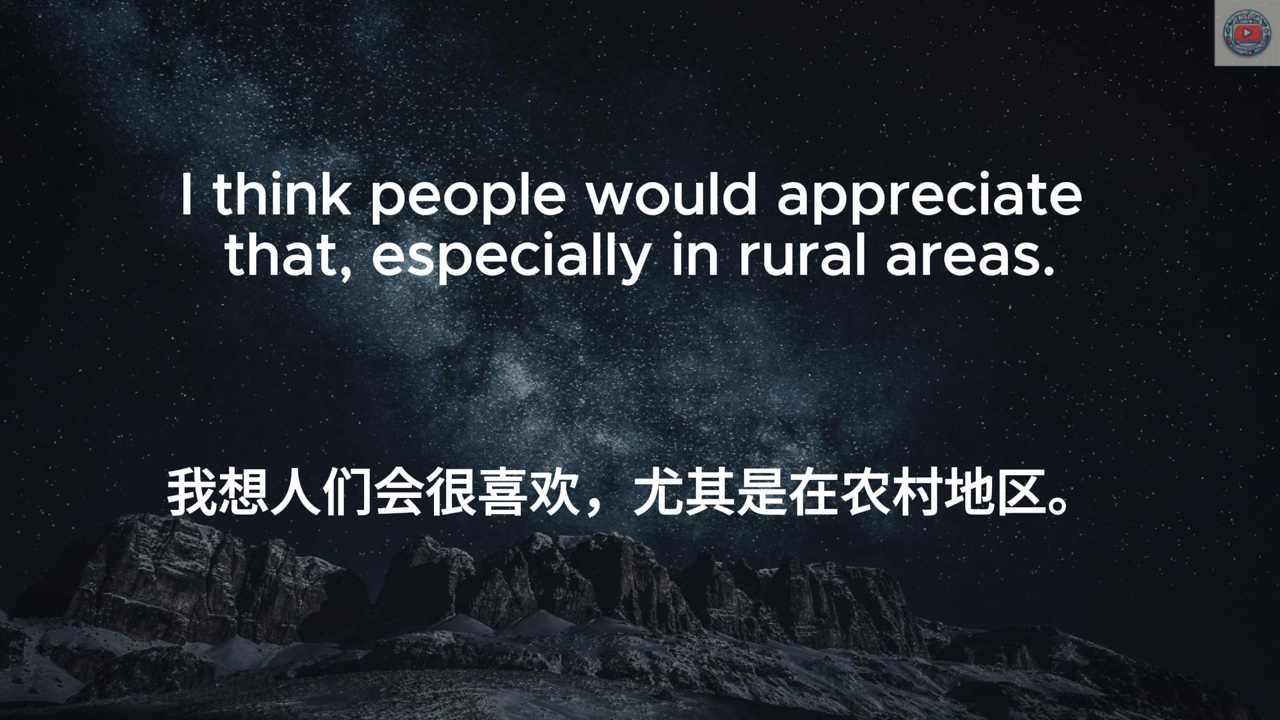 I think people would appreciate
that, especially in rural areas.
我想人们会很喜欢，尤其是在农村地区。